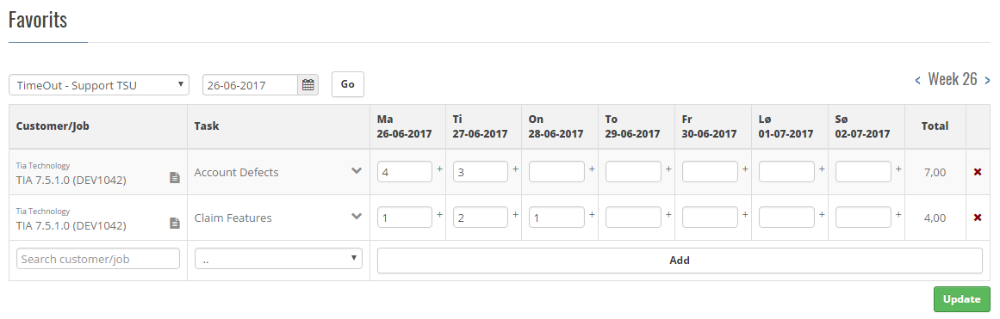 Favorits
TimeOut - Support TSU 26-06-2017 Go < Week 26 >
Customer/Job Task Ma 26-06-2017 Ti 27-06-2017 On 28-06-2017 To 29-06-2017 Fr 30-06-2017 Lø 01-07-2017 Sø 02-07-2017 Total
Tia Technology
TIA 7.5.1.0 (DEV1042) Account Defects 4 + 3 + + + + + + 7,00
Tia Technology
TIA 7.5.1.0 (DEV1042) Claim Features 1 + 2 + 1 + + + + + 4,00
Search customer/job .. Add
Update